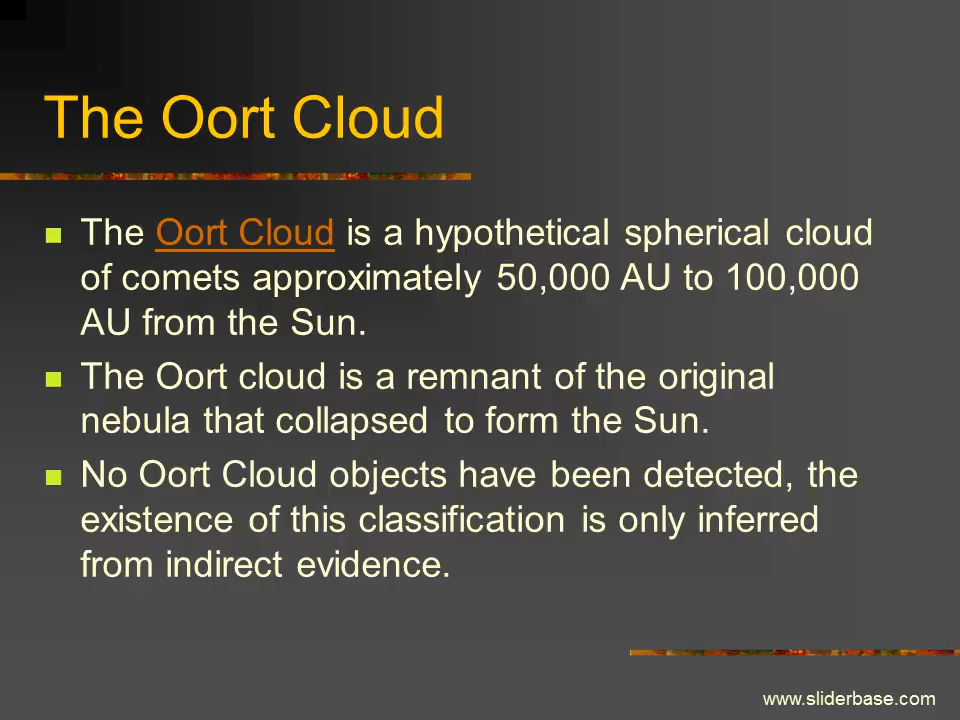 The Oort Cloud
The Oort Cloud is a hypothetical spherical cloud
of comets approximately 50,000 AU to 100,000
AU from the Sun.
The Oort cloud is a remnant of the original
nebula that collapsed to form the Sun.
No Oort Cloud objects have been detected, the
existence of this classification is only inferred
from indirect evidence.
www.sliderbase.com